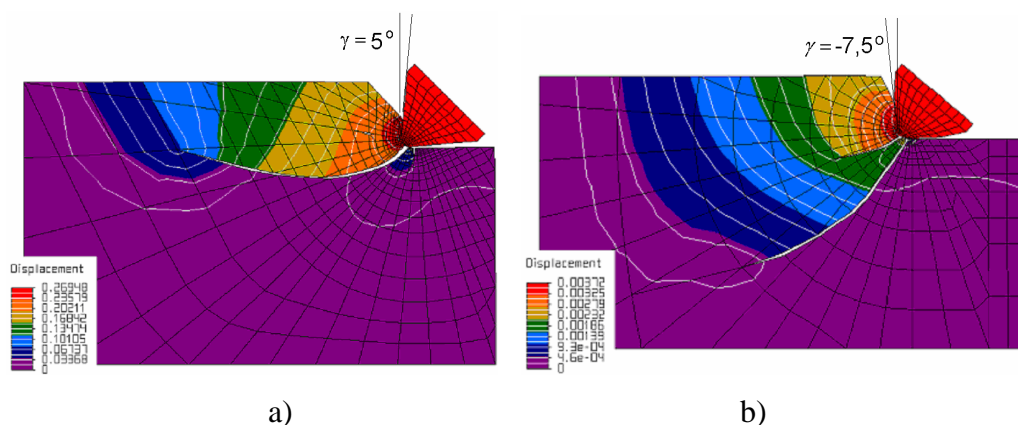 γ = 5°
Displacement
0.26948
0.23579
0.20211
0.16842
0.13474
0.10105
0.06737
0.03368
0
a)
γ = -7,5°
Displacement
0.00372
0.00325
0.00279
0.00232
0.00186
0.00139
9.3e-04
4.6e-04
0
b)